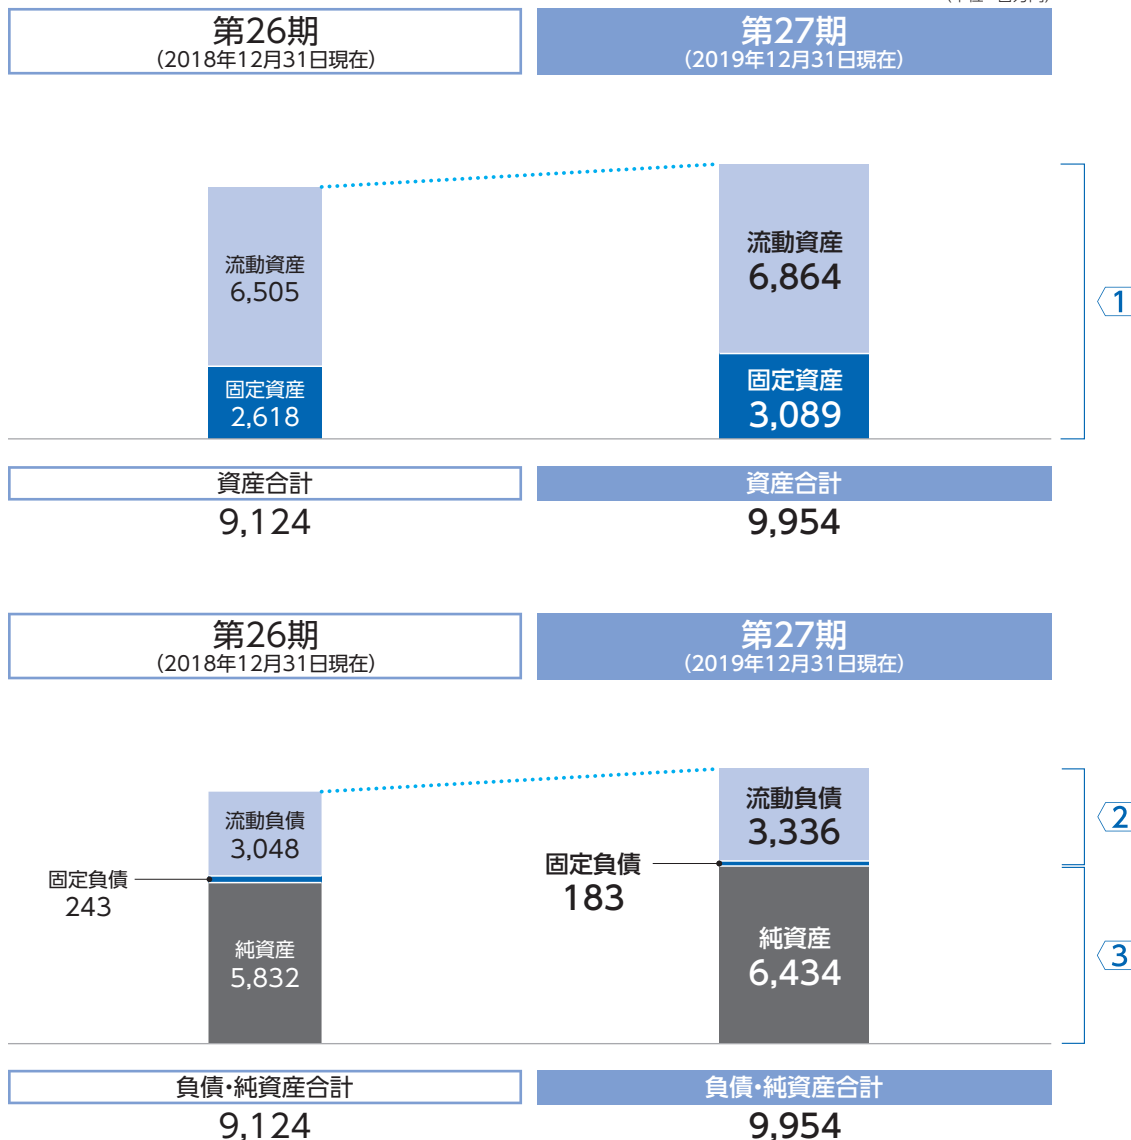 第26期
(2018年12月31日現在)
第27期
(2019年12月31日現在)
流動資産
6,505
固定資産
2,618
流動資産
6,864
固定資産
3,089
1
資産合計
9,124
資産合計
9,954
第26期
(2018年12月31日現在)
第27期
(2019年12月31日現在)
流動負債
3,048
固定負債
243
純資産
5,832
流動負債
3,336
固定負債
183
純資産
6,434
2
3
負債・純資産合計
9,124
負債・純資産合計
9,954